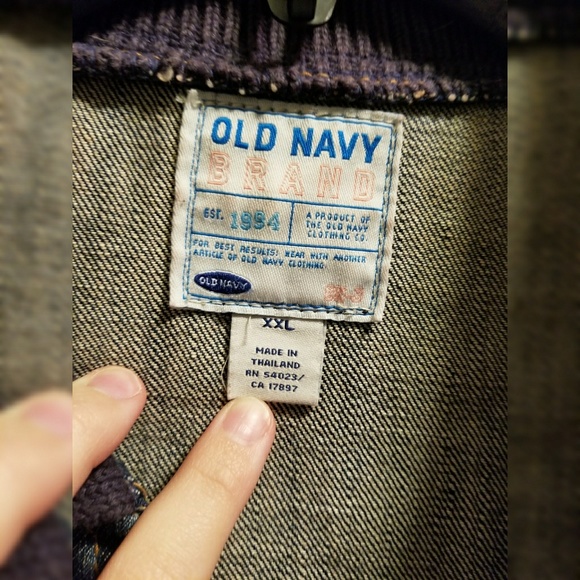 OLD NAVY
BRAND
EST. 1994
A PRODUCT OF
THE OLD NAVY
CLOTHING CO.
FOR BEST RESULTS! WEAR WITH ANOTHER
ARTICLE OF OLD NAVY CLOTHING.
OLD NAVY
XXL
MADE IN
THAILAND
RN 54023/
CA 17897